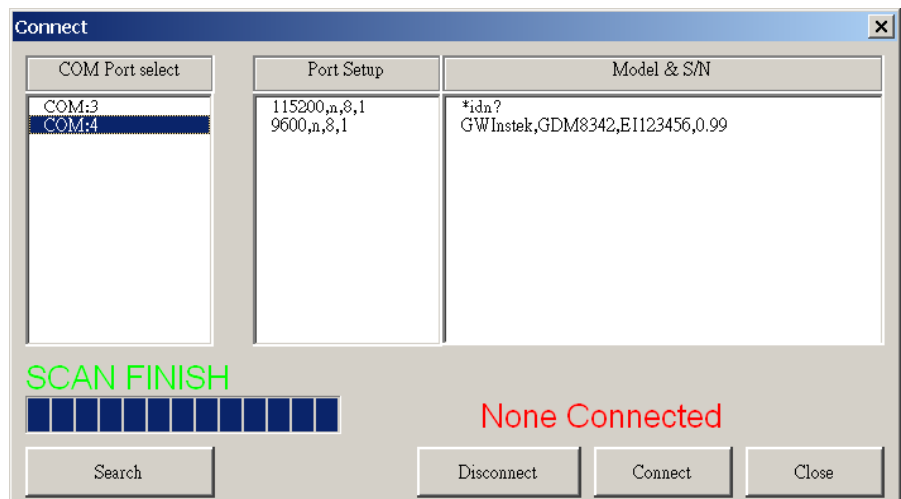 Connect
COM Port select
Port Setup
Model & S/N
COM:3
115200,n,8,1
*idn?
COM:4
9600,n,8,1
GWInstek,GDM8342,EI123456,0.99
SCAN FINISH
None Connected
Search
Disconnect
Connect
Close